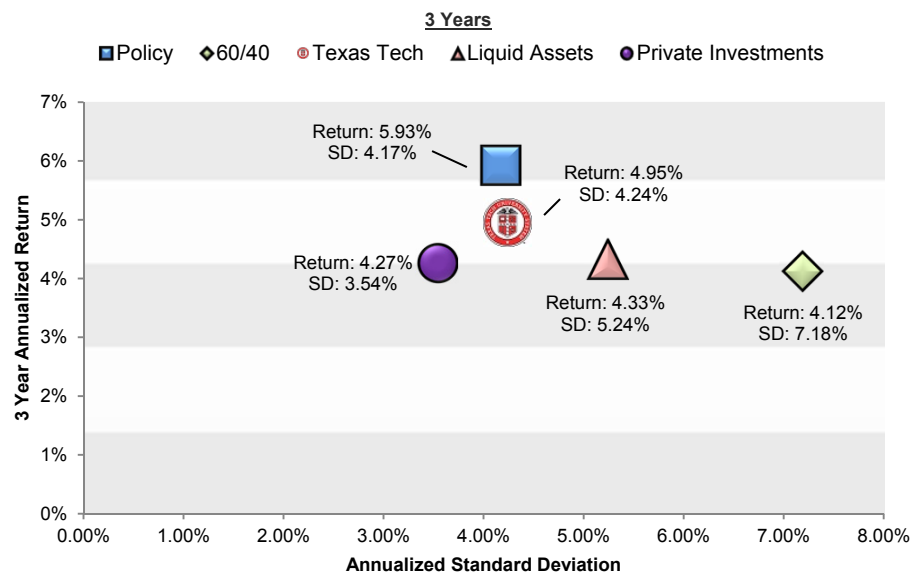 3 Years
Policy 60/40 Texas Tech Liquid Assets Private Investments
7%
6%
5%
4%
3%
2%
1%
0%
3 Year Annualized Return
Return: 5.93%
SD: 4.17%
Return: 4.95%
SD: 4.24%
Return: 4.27%
SD: 3.54%
Return: 4.33%
SD: 5.24%
Return: 4.12%
SD: 7.18%
0.00% 1.00% 2.00% 3.00% 4.00% 5.00% 6.00% 7.00% 8.00%
Annualized Standard Deviation